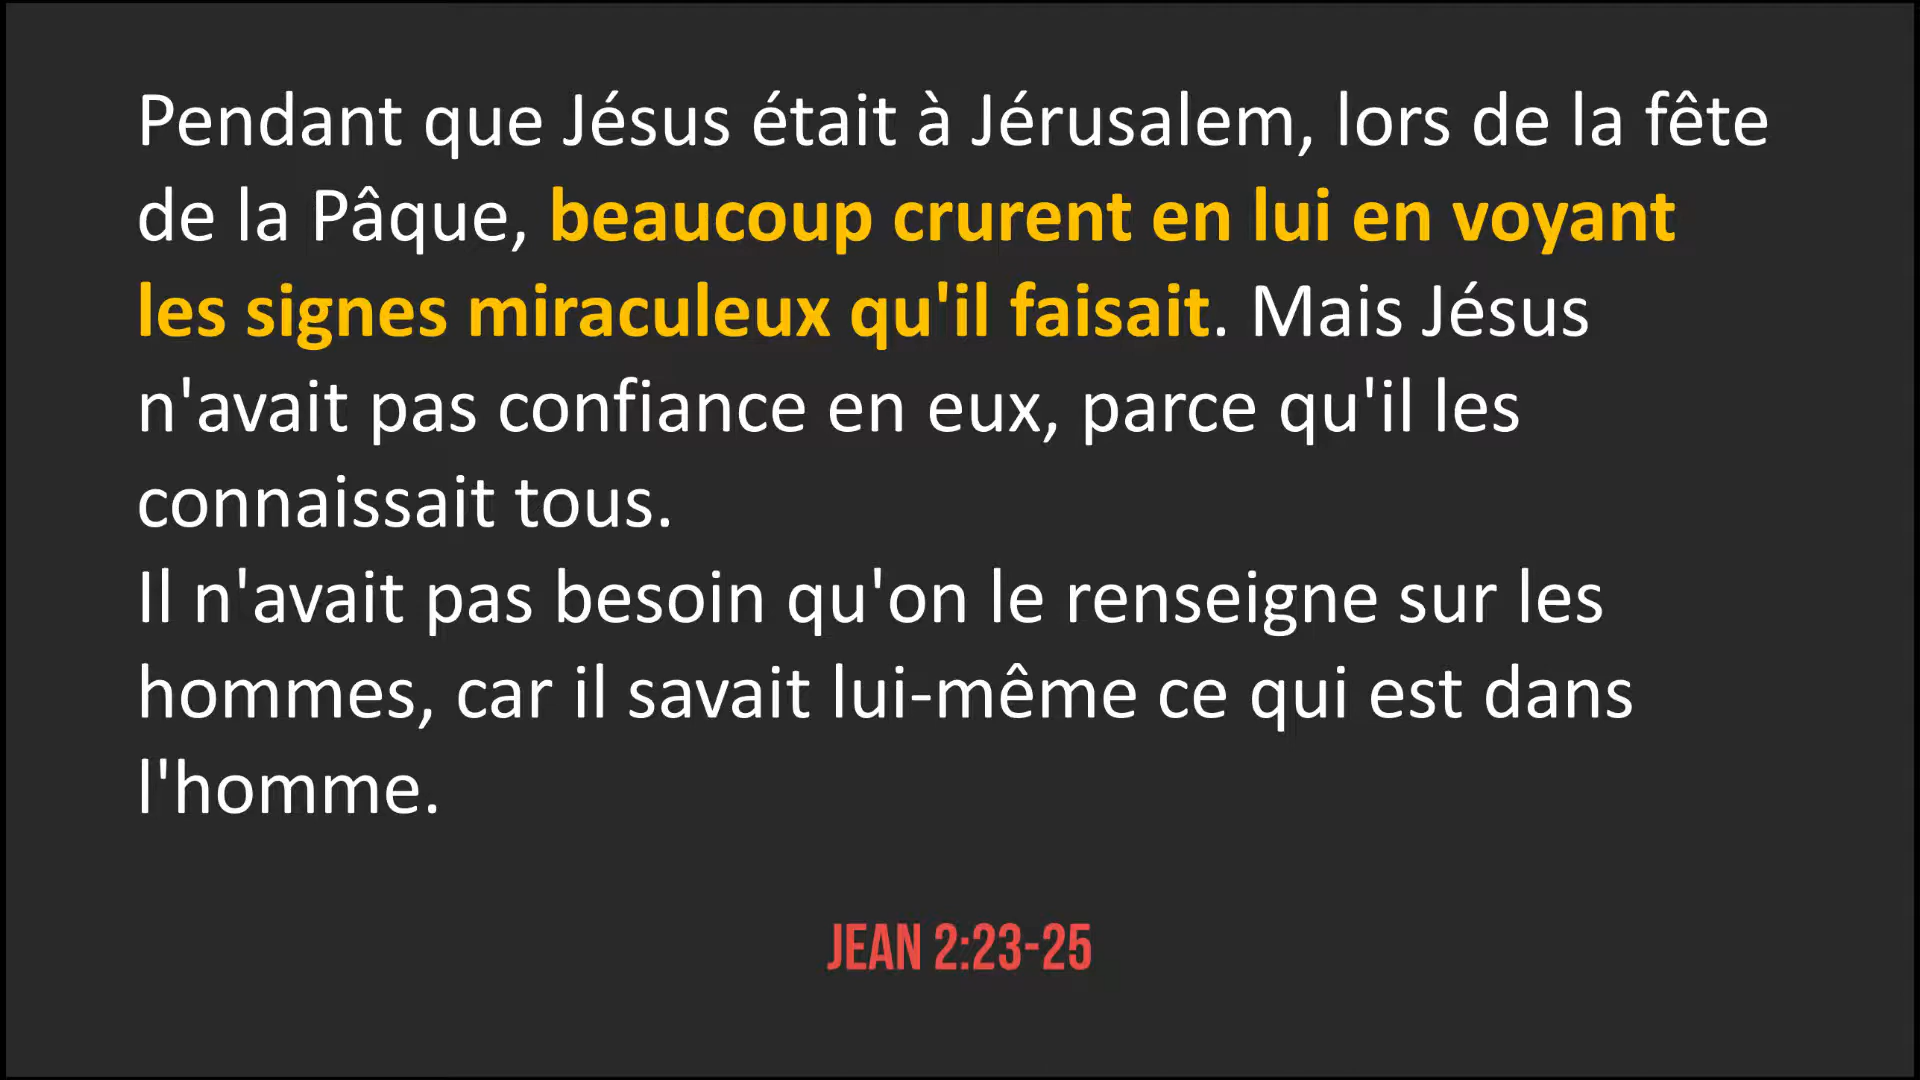 Pendant que Jésus était à Jérusalem, lors de la fête
de la Pâque, beaucoup crurent en lui en voyant
les signes miraculeux qu'il faisait. Mais Jésus
n'avait pas confiance en eux, parce qu'il les
connaissait tous.
Il n'avait pas besoin qu'on le renseigne sur les
hommes, car il savait lui-même ce qui est dans
l'homme.
JEAN 2:23-25